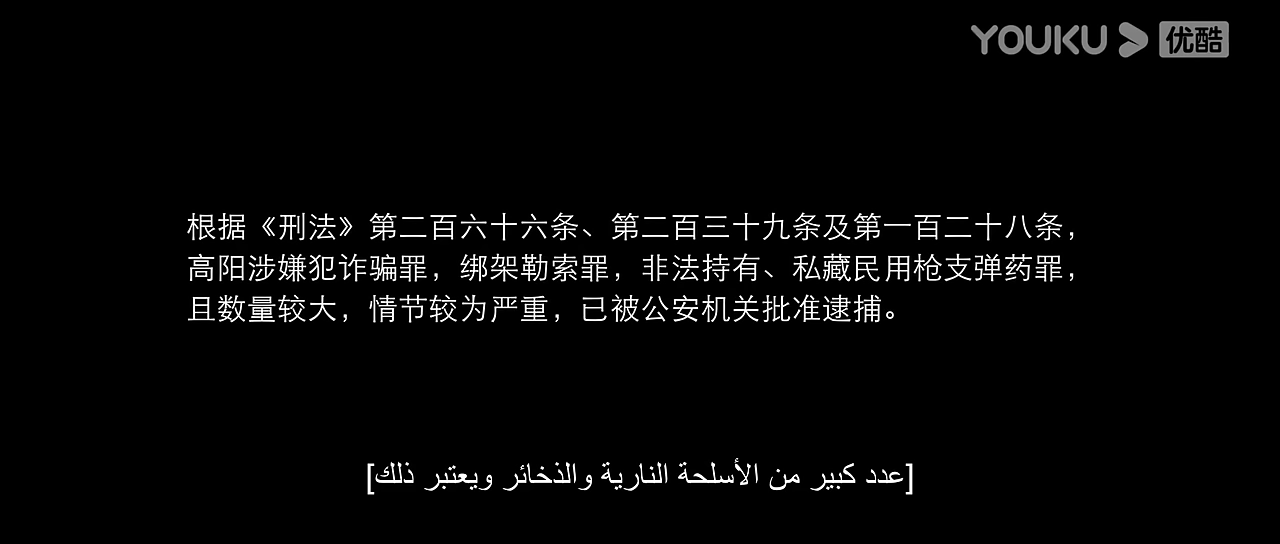 YOUKU 优酷
根据《刑法》第二百六十六条、第二百三十九条及第一百二十八条，
高阳涉嫌犯诈骗罪，绑架勒索罪，非法持有、私藏民用枪支弹药罪，
且数量较大，情节较为严重，已被公安机关批准逮捕。
[عدد كبير من الأسلحة النارية والذخائر ويعتبر ذلك]